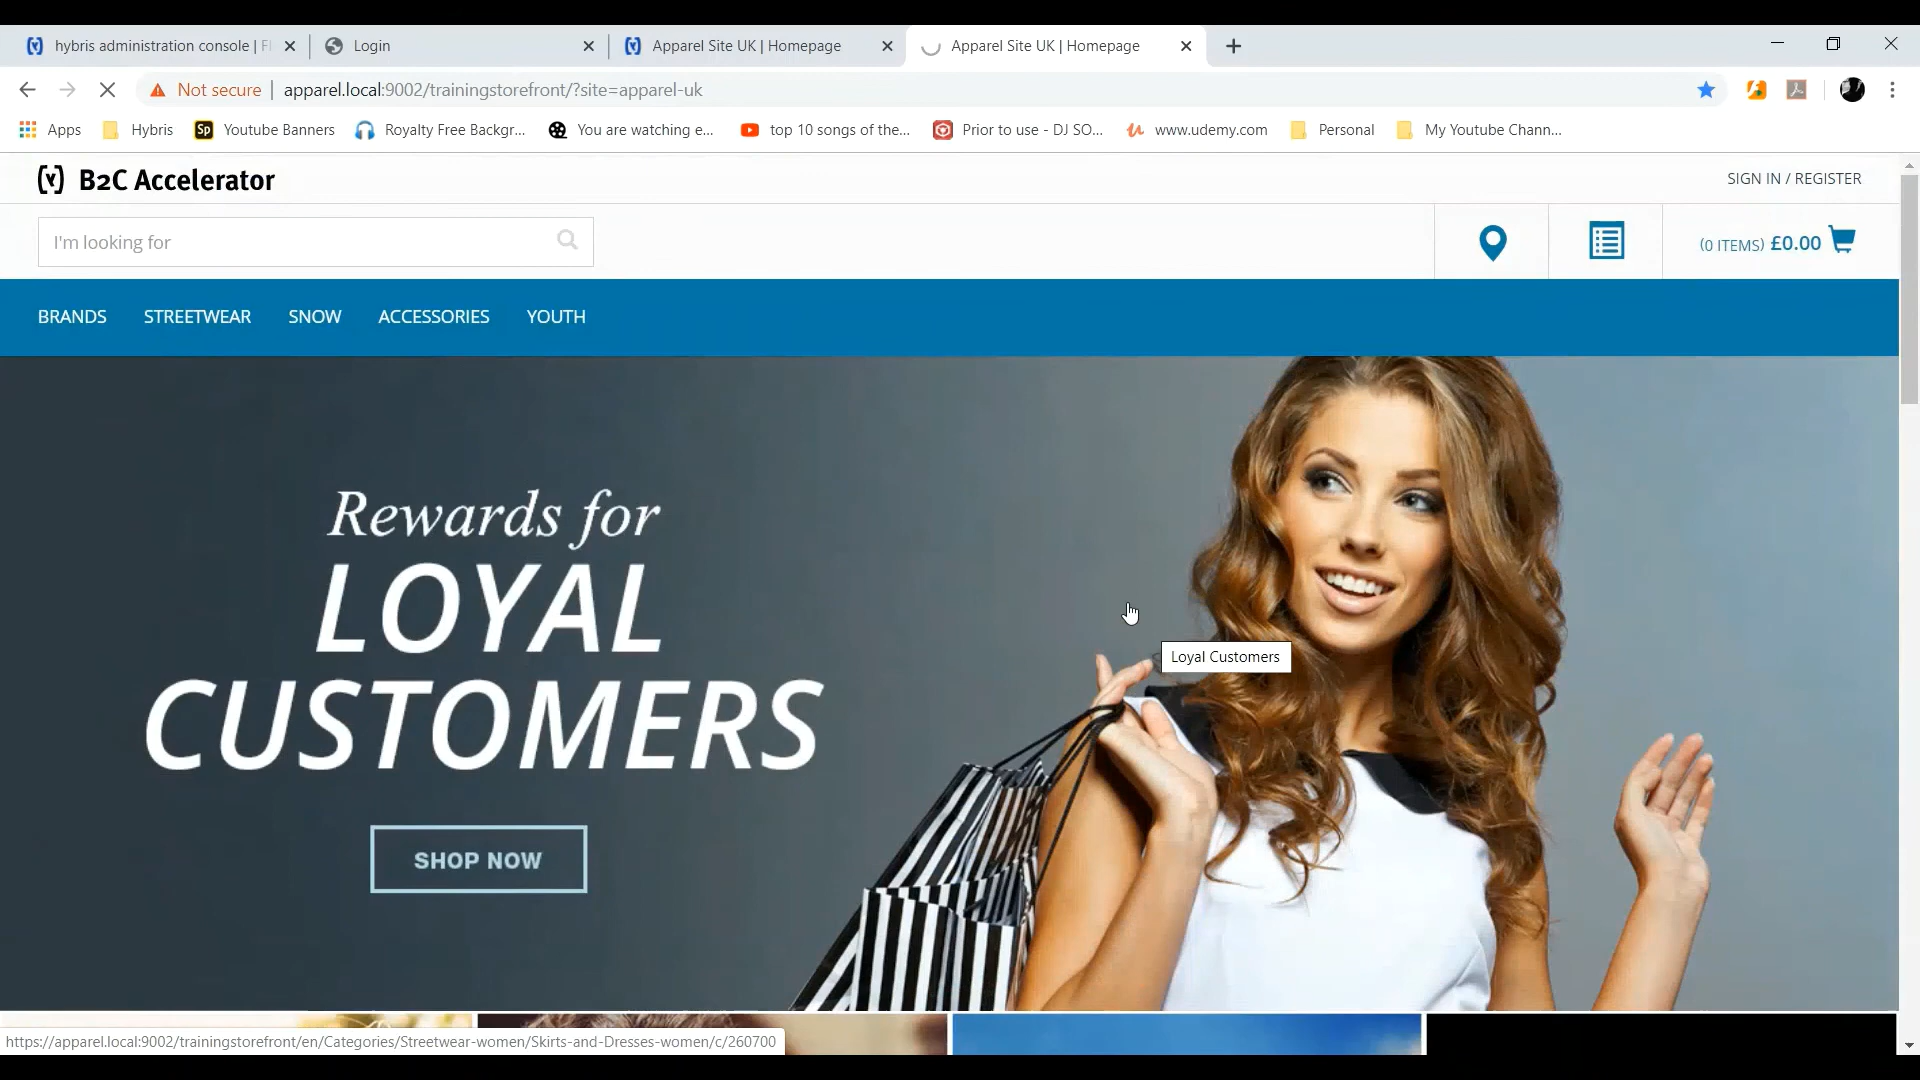 hybris administration console | Fl
Login
Apparel Site UK | Homepage
Apparel Site UK | Homepage
Not secure | apparel.local:9002/trainingstorefront/?site=apparel-uk
Apps
Hybris
Sp Youtube Banners
Royalty Free Backgr...
You are watching e...
top 10 songs of the...
Prior to use - DJ SO...
www.udemy.com
Personal
My Youtube Chann...
B2C Accelerator
SIGN IN / REGISTER
I'm looking for
(0 ITEMS) £0.00
BRANDS STREETWEAR SNOW ACCESSORIES YOUTH
Rewards for
LOYAL
CUSTOMERS
Loyal Customers
SHOP NOW
https://apparel.local:9002/trainingstorefront/en/Categories/Streetwear-women/Skirts-and-Dresses-women/c/260700